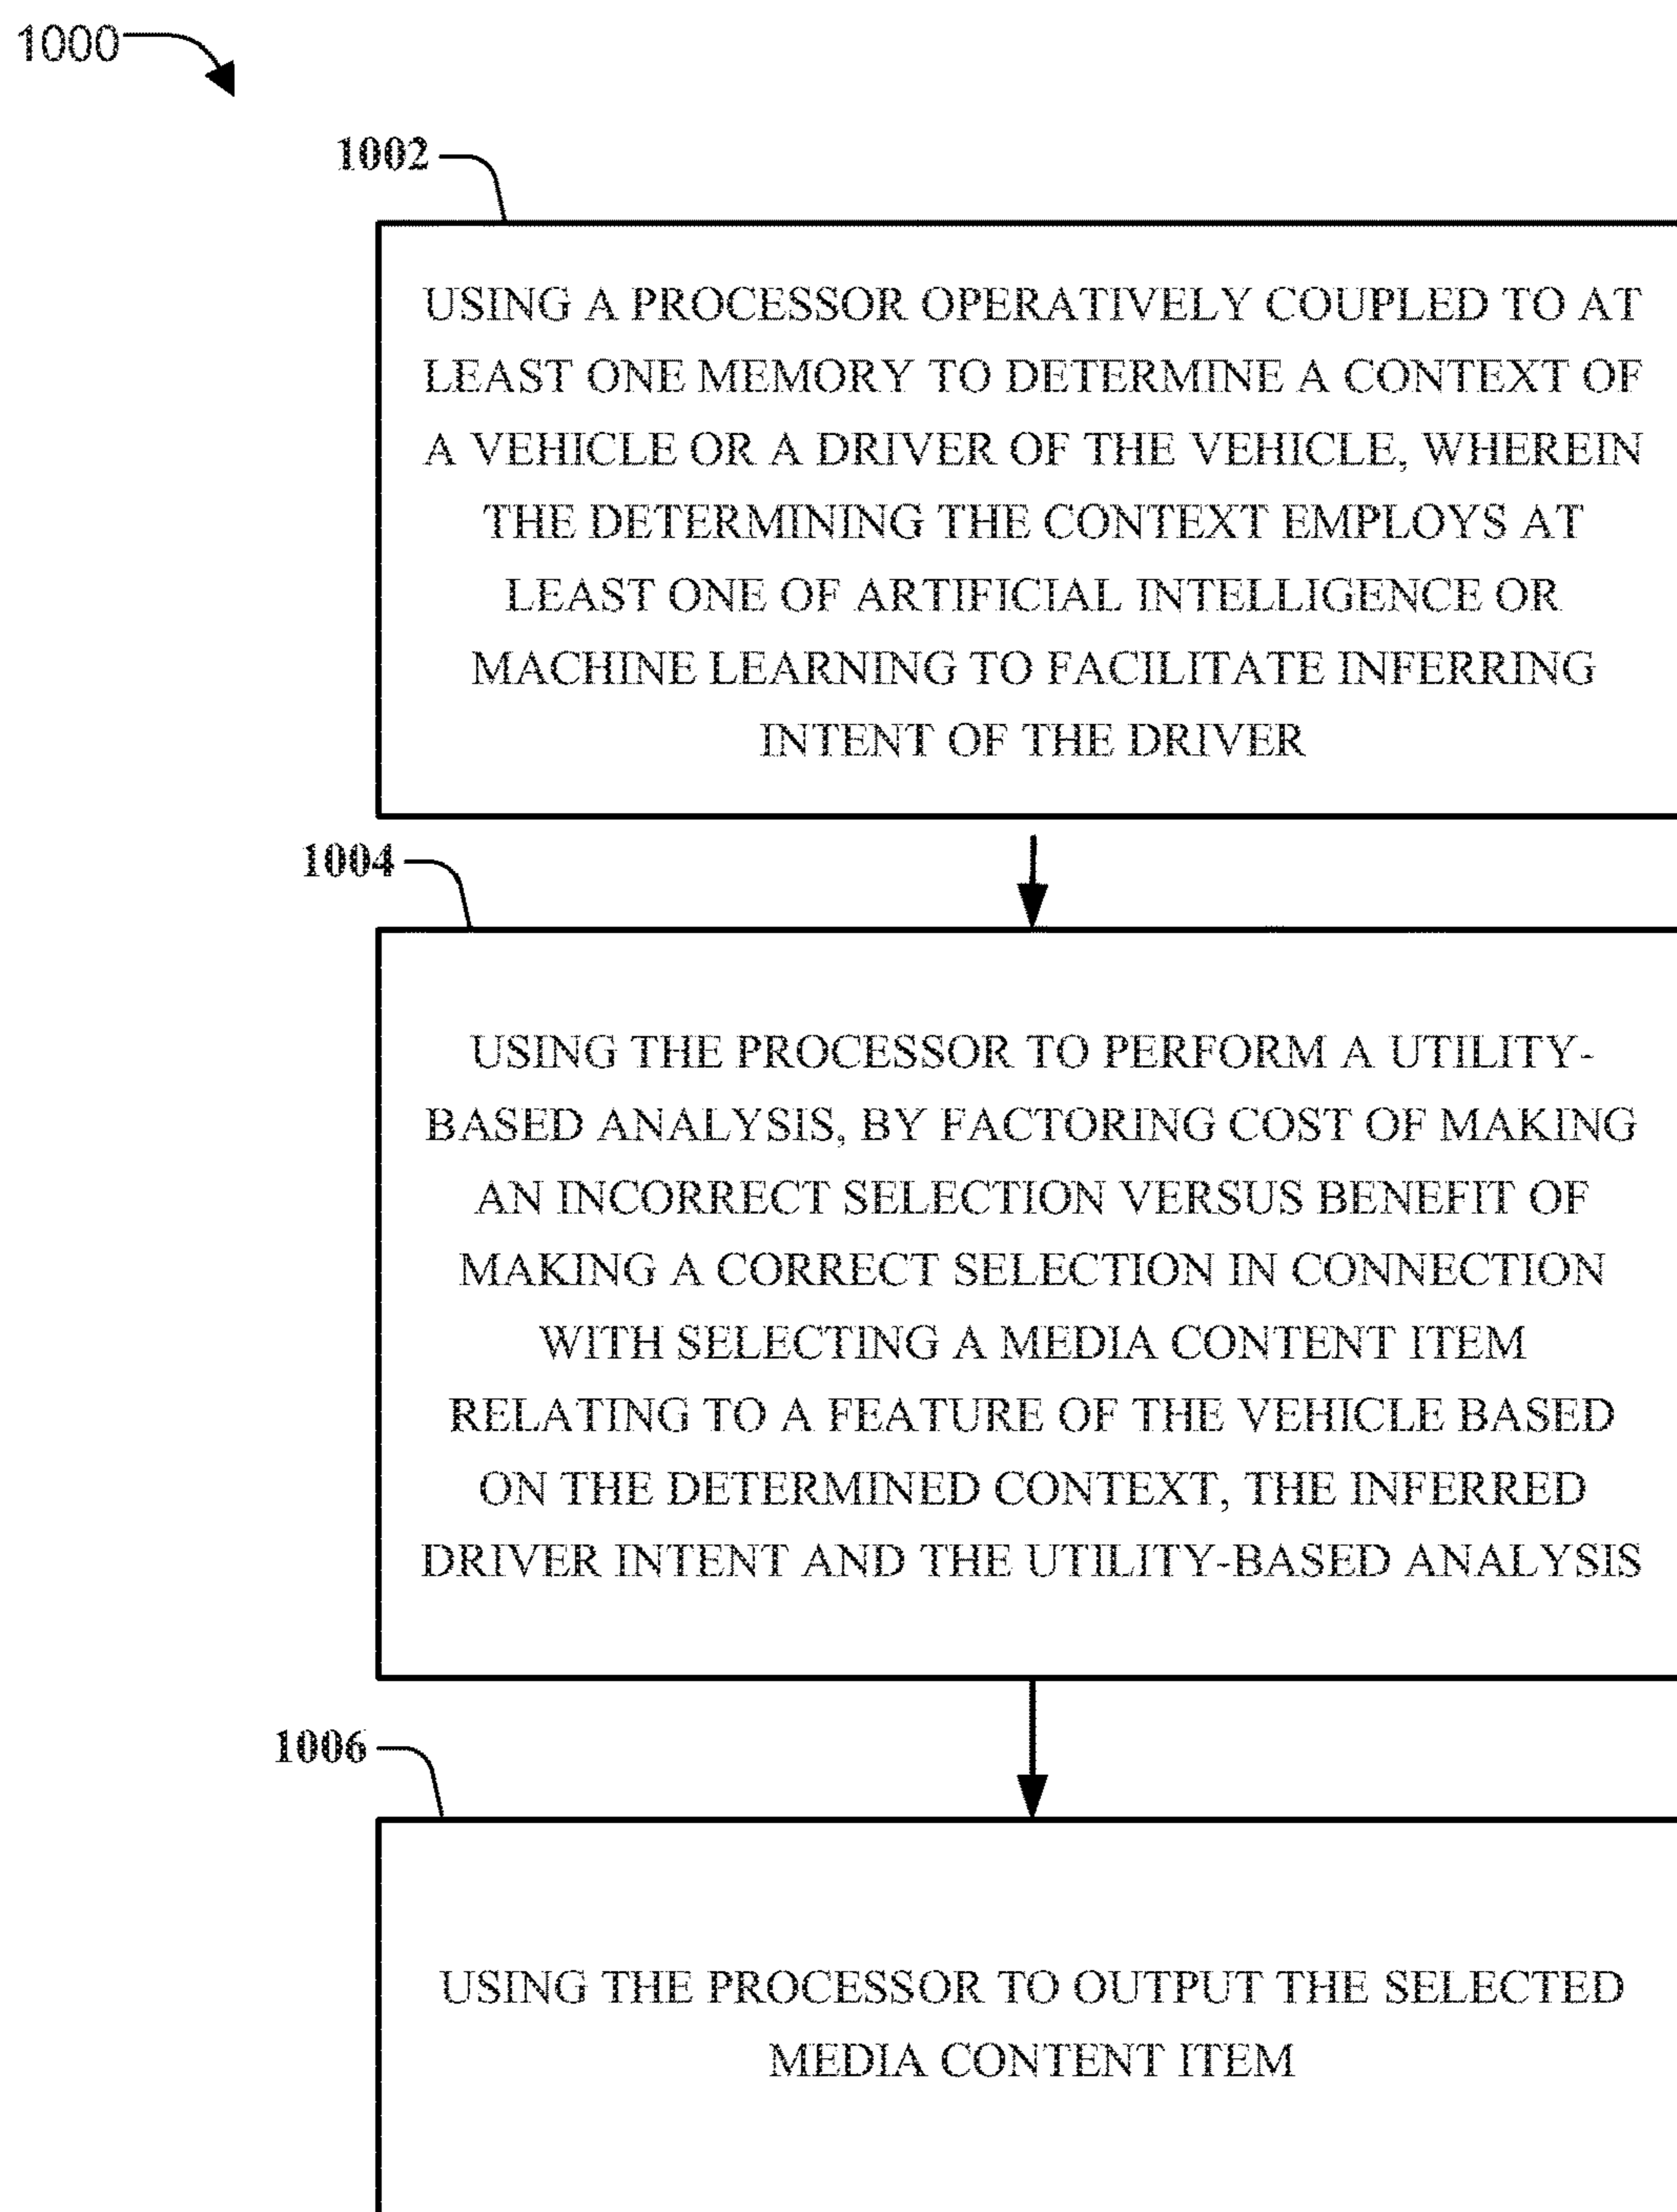 1000
1002
USING A PROCESSOR OPERATIVELY COUPLED TO AT
LEAST ONE MEMORY TO DETERMINE A CONTEXT OF
A VEHICLE OR A DRIVER OF THE VEHICLE, WHEREIN
THE DETERMINING THE CONTEXT EMPLOYS AT
LEAST ONE OF ARTIFICIAL INTELLIGENCE OR
MACHINE LEARNING TO FACILITATE INFERRING
INTENT OF THE DRIVER
1004
USING THE PROCESSOR TO PERFORM A UTILITY-
BASED ANALYSIS, BY FACTORING COST OF MAKING
AN INCORRECT SELECTION VERSUS BENEFIT OF
MAKING A CORRECT SELECTION IN CONNECTION
WITH SELECTING A MEDIA CONTENT ITEM
RELATING TO A FEATURE OF THE VEHICLE BASED
ON THE DETERMINED CONTEXT, THE INFERRED
DRIVER INTENT AND THE UTILITY-BASED ANALYSIS
1006
USING THE PROCESSOR TO OUTPUT THE SELECTED
MEDIA CONTENT ITEM